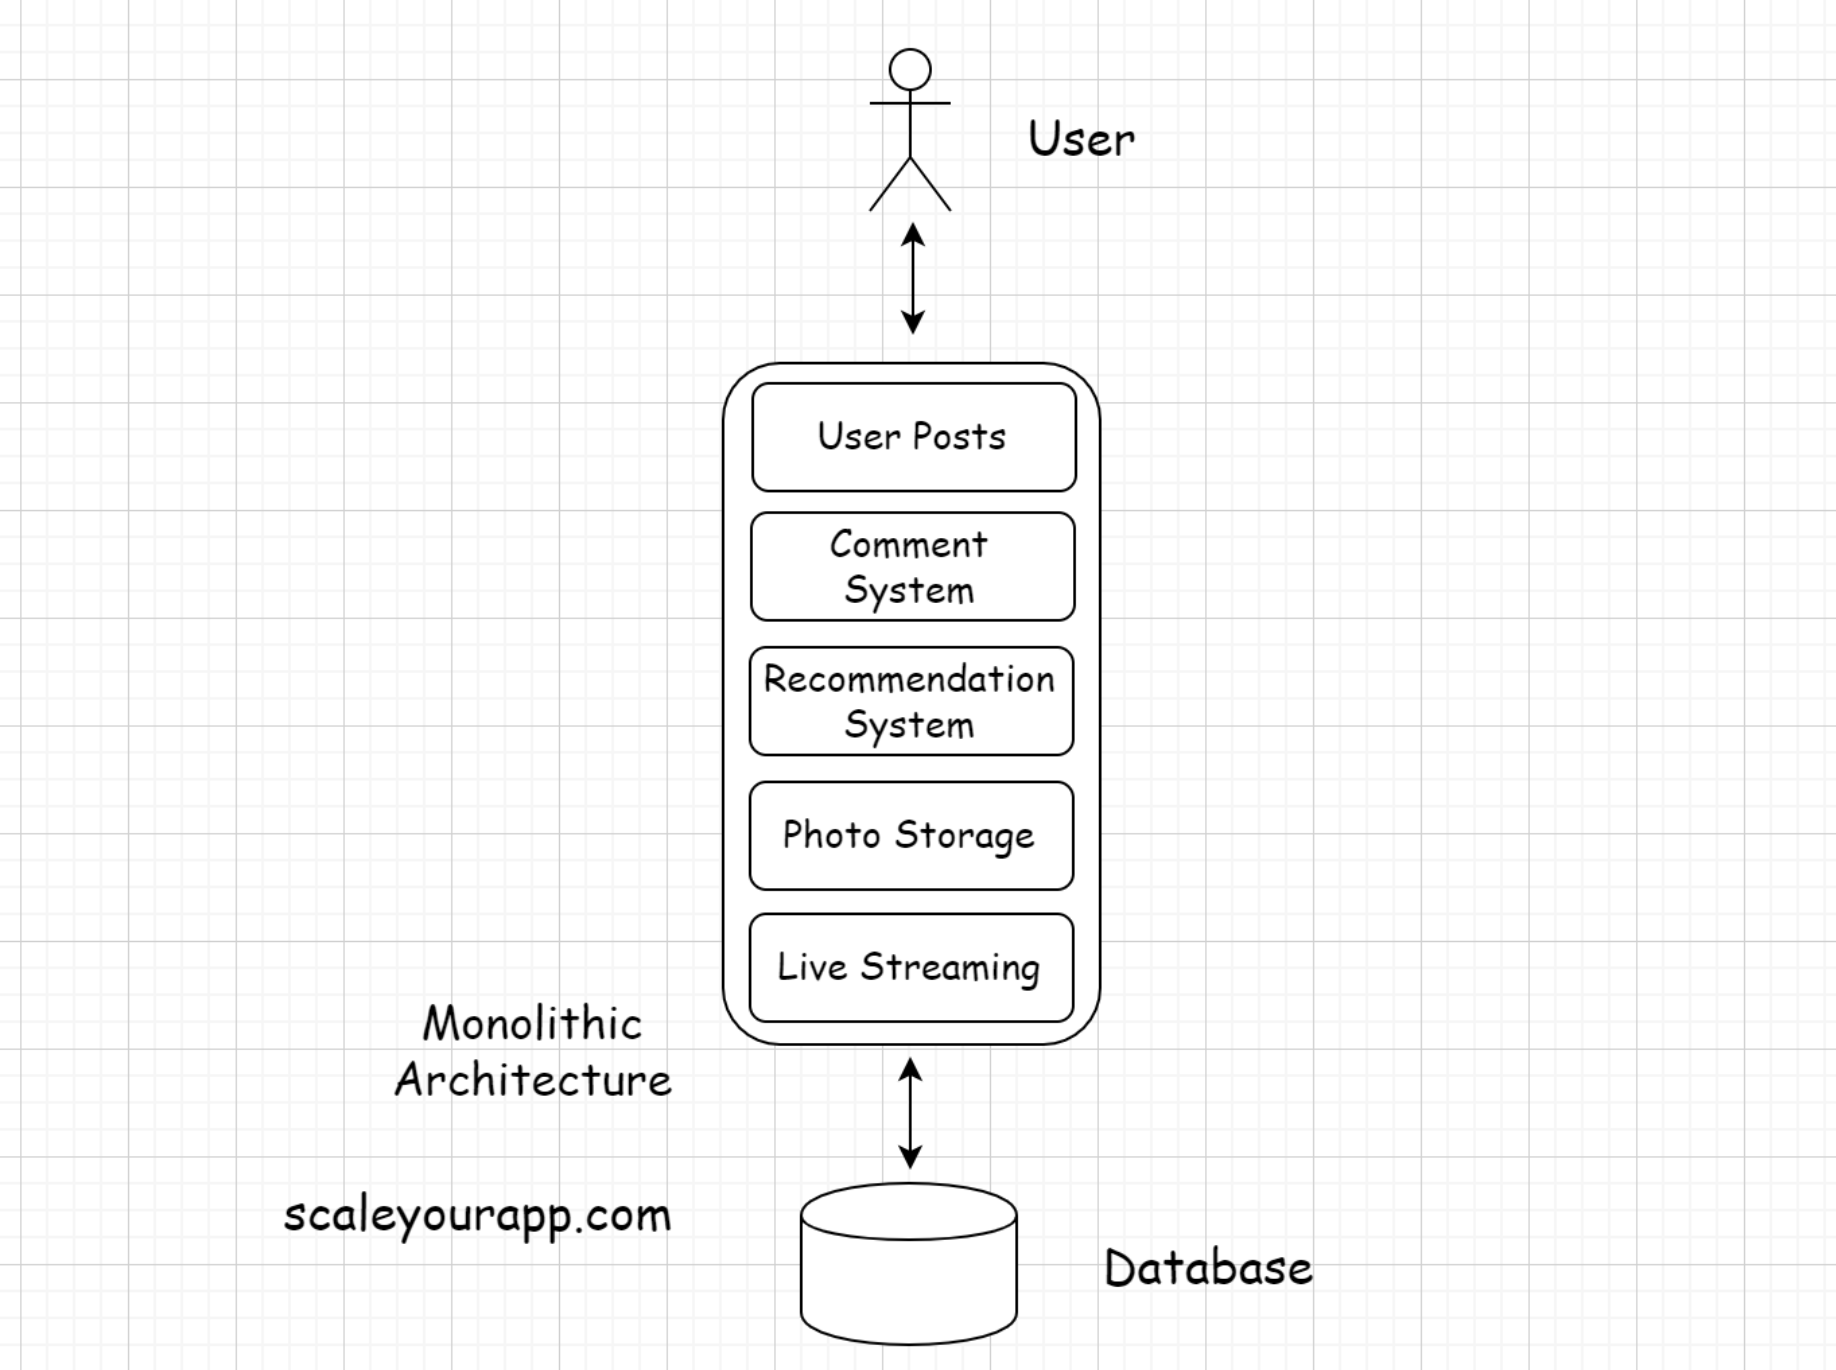 User
User Posts
Comment
System
Recommendation
System
Photo Storage
Live Streaming
Monolithic
Architecture
scaleyourapp.com
Database